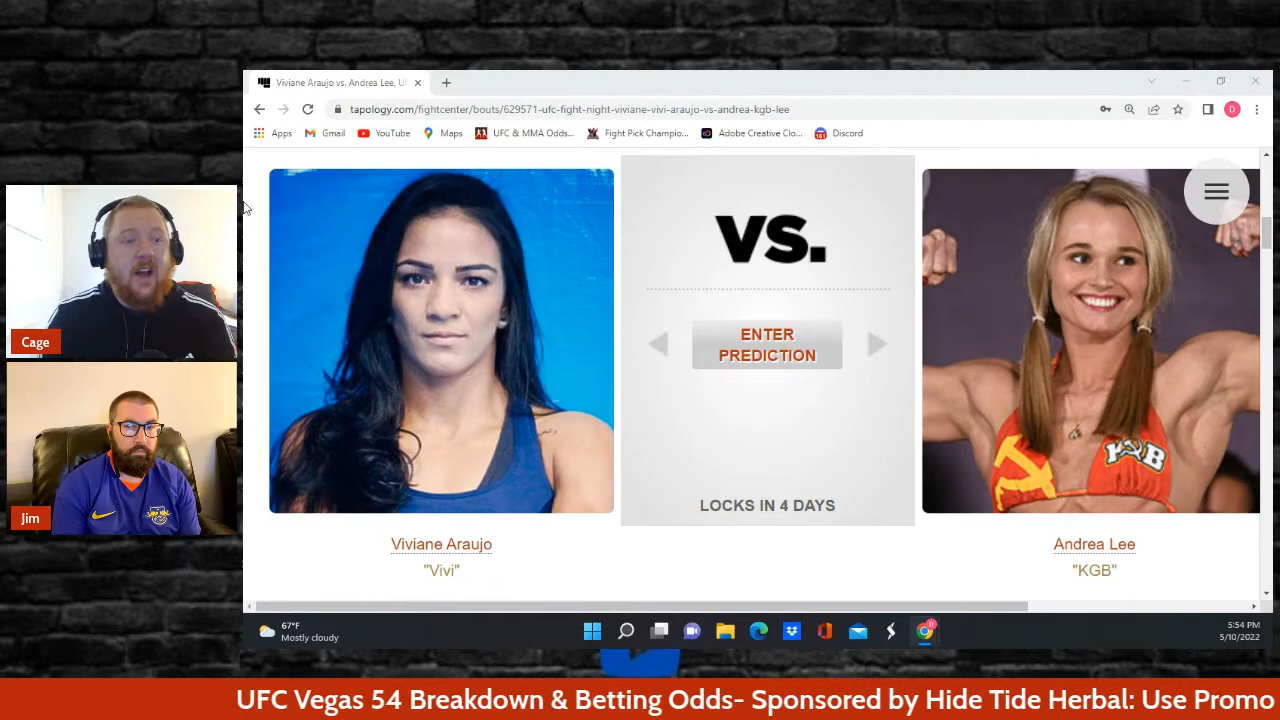 Viviane Araujo vs. Andrea Lee, UF
tapology.com/fightcenter/bouts/629571-ufc-fight-night-viviane-vivi-araujo-vs-andrea-kgb-lee
D
Apps
Gmail
YouTube
Maps
UFC & MMA Odds...
Fight Pick Champio...
Adobe Creative Clo...
Discord
VS.
ENTER
PREDICTION
LOCKS IN 4 DAYS
KGB
Cage
Jim
Viviane Araujo
Andrea Lee
"Vivi"
"KGB"
67°F
Mostly cloudy
5:54 PM
5/10/2022
UFC Vegas 54 Breakdown & Betting Odds- Sponsored by Hide Tide Herbal: Use Promo